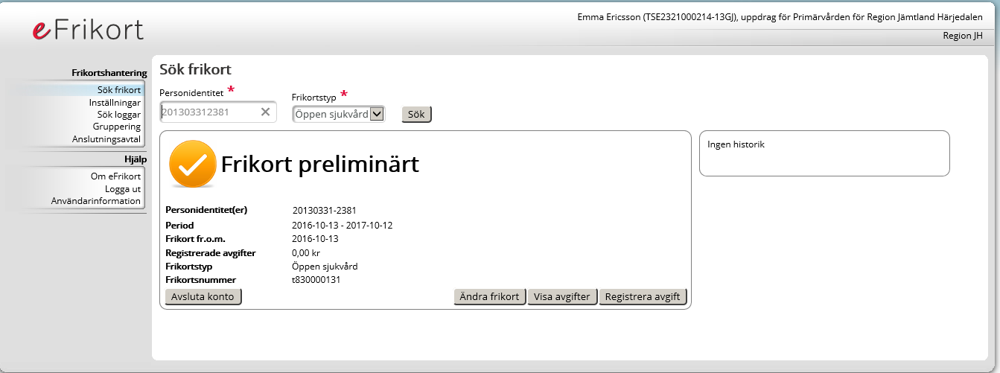 eFrikort
Emma Ericsson (TSE2321000214-13GJ), uppdrag för Primärvården för Region Jämtland Härjedalen
Region JH
Frikortshantering
Sök frikort
Inställningar
Sök loggar
Gruppering
Anslutningsavtal
Hjälp
Om eFrikort
Logga ut
Användarinformation
Sök frikort
Personidentitet *
Frikortstyp *
201303312381
Öppen sjukvård
Sök
Frikort preliminärt
Personidentitet(er) 20130331-2381
Period 2016-10-13 - 2017-10-12
Frikort fr.o.m. 2016-10-13
Registrerade avgifter 0,00 kr
Frikortstyp Öppen sjukvård
Frikortsnummer t830000131
Avsluta konto Ändra frikort Visa avgifter Registrera avgift
Ingen historik